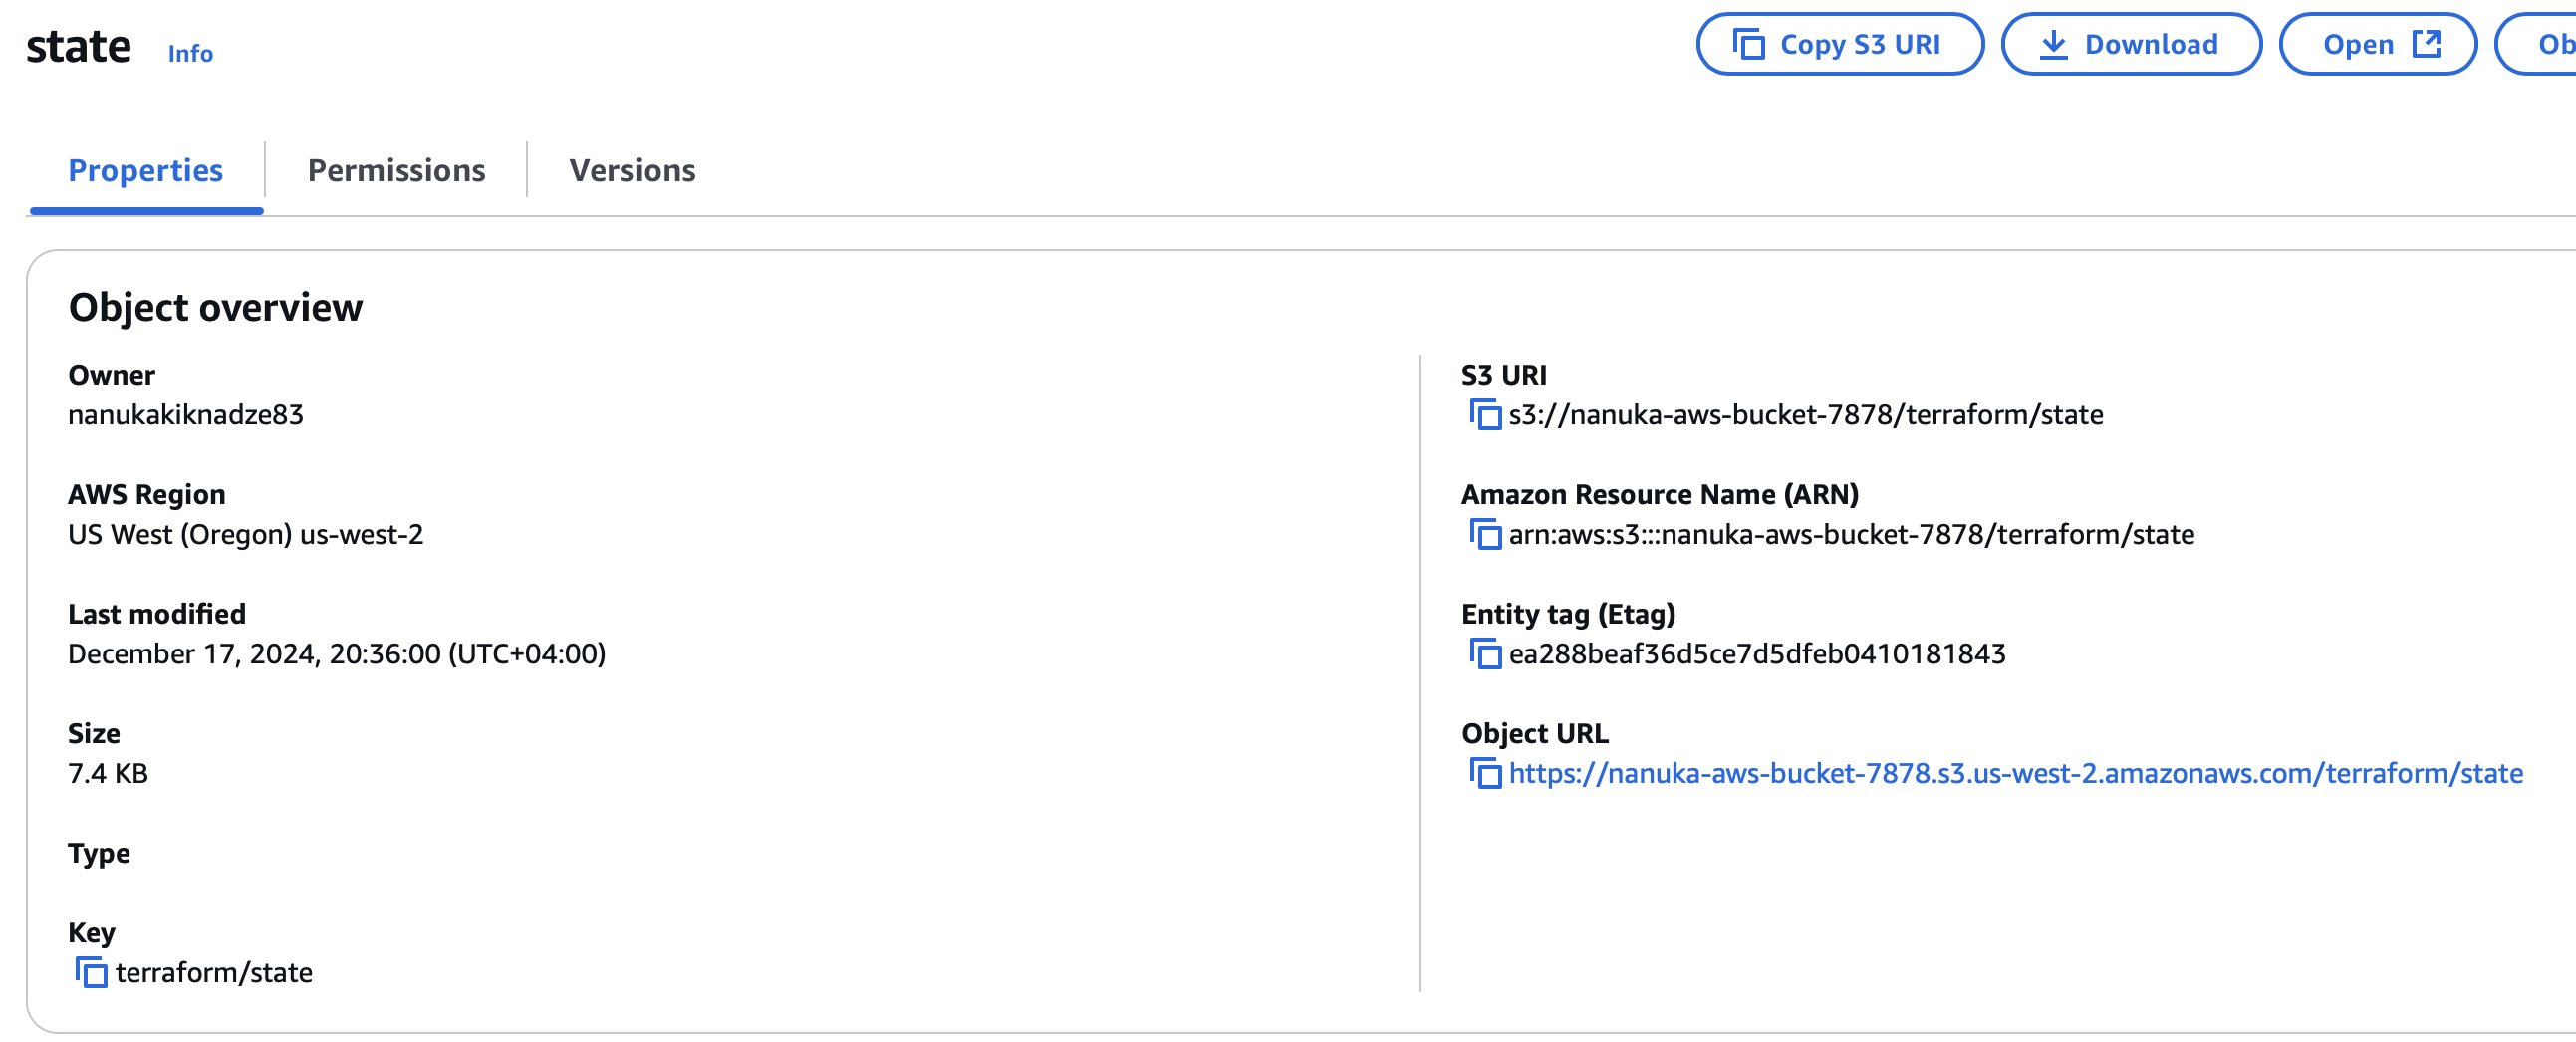 state Info
Copy S3 URI
Download
Open
Ob
Properties
Permissions
Versions
Object overview
Owner
nanukakiknadze83
AWS Region
US West (Oregon) us-west-2
Last modified
December 17, 2024, 20:36:00 (UTC+04:00)
Size
7.4 KB
Type
Key
terraform/state
S3 URI
s3://nanuka-aws-bucket-7878/terraform/state
Amazon Resource Name (ARN)
arn:aws:s3:::nanuka-aws-bucket-7878/terraform/state
Entity tag (Etag)
ea288beaf36d5ce7d5dfeb0410181843
Object URL
https://nanuka-aws-bucket-7878.s3.us-west-2.amazonaws.com/terraform/state